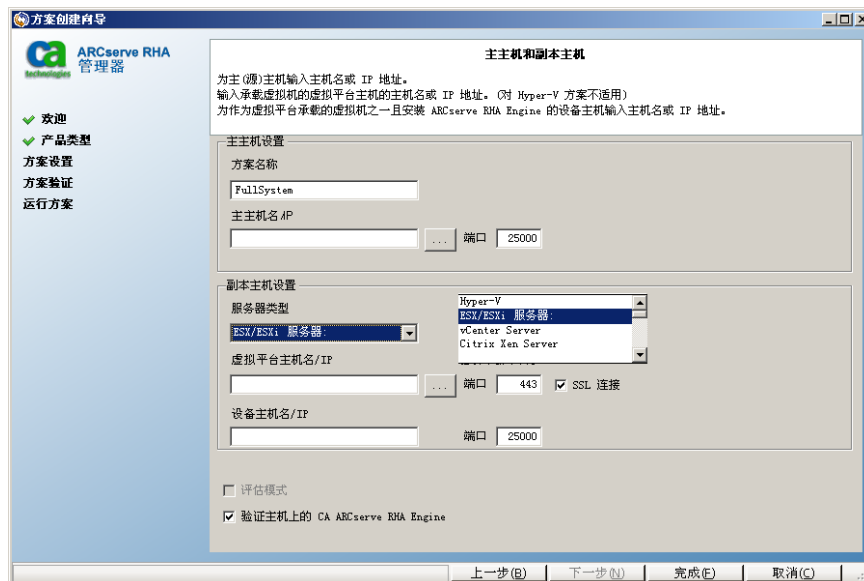 方案创建向导
ca
technologies
ARCserve RHA
管理器
欢迎
产品类型
方案设置
方案验证
运行方案
主主机和副本主机
为主(源)主机输入主机名或 IP 地址。
输入承载虚拟机的虚拟平台主机的主机名或 IP 地址。(对 Hyper-V 方案不适用)
为作为虚拟平台承载的虚拟机之一且安装 ARCserve RHA Engine 的设备主机输入主机名或 IP 地址。
主主机设置
方案名称
FullSystem
主主机名/IP
... 端口 25000
副本主机设置
服务器类型
ESX/ESXi 服务器:
Hyper-V
ESX/ESXi 服务器:
vCenter Server
Citrix Xen Server
虚拟平台主机名/IP
... 端口 443 SSL 连接
设备主机名/IP
端口 25000
评估模式
验证主机上的 CA ARCserve RHA Engine
上一步(B) 下一步(N) 完成(F) 取消(C)